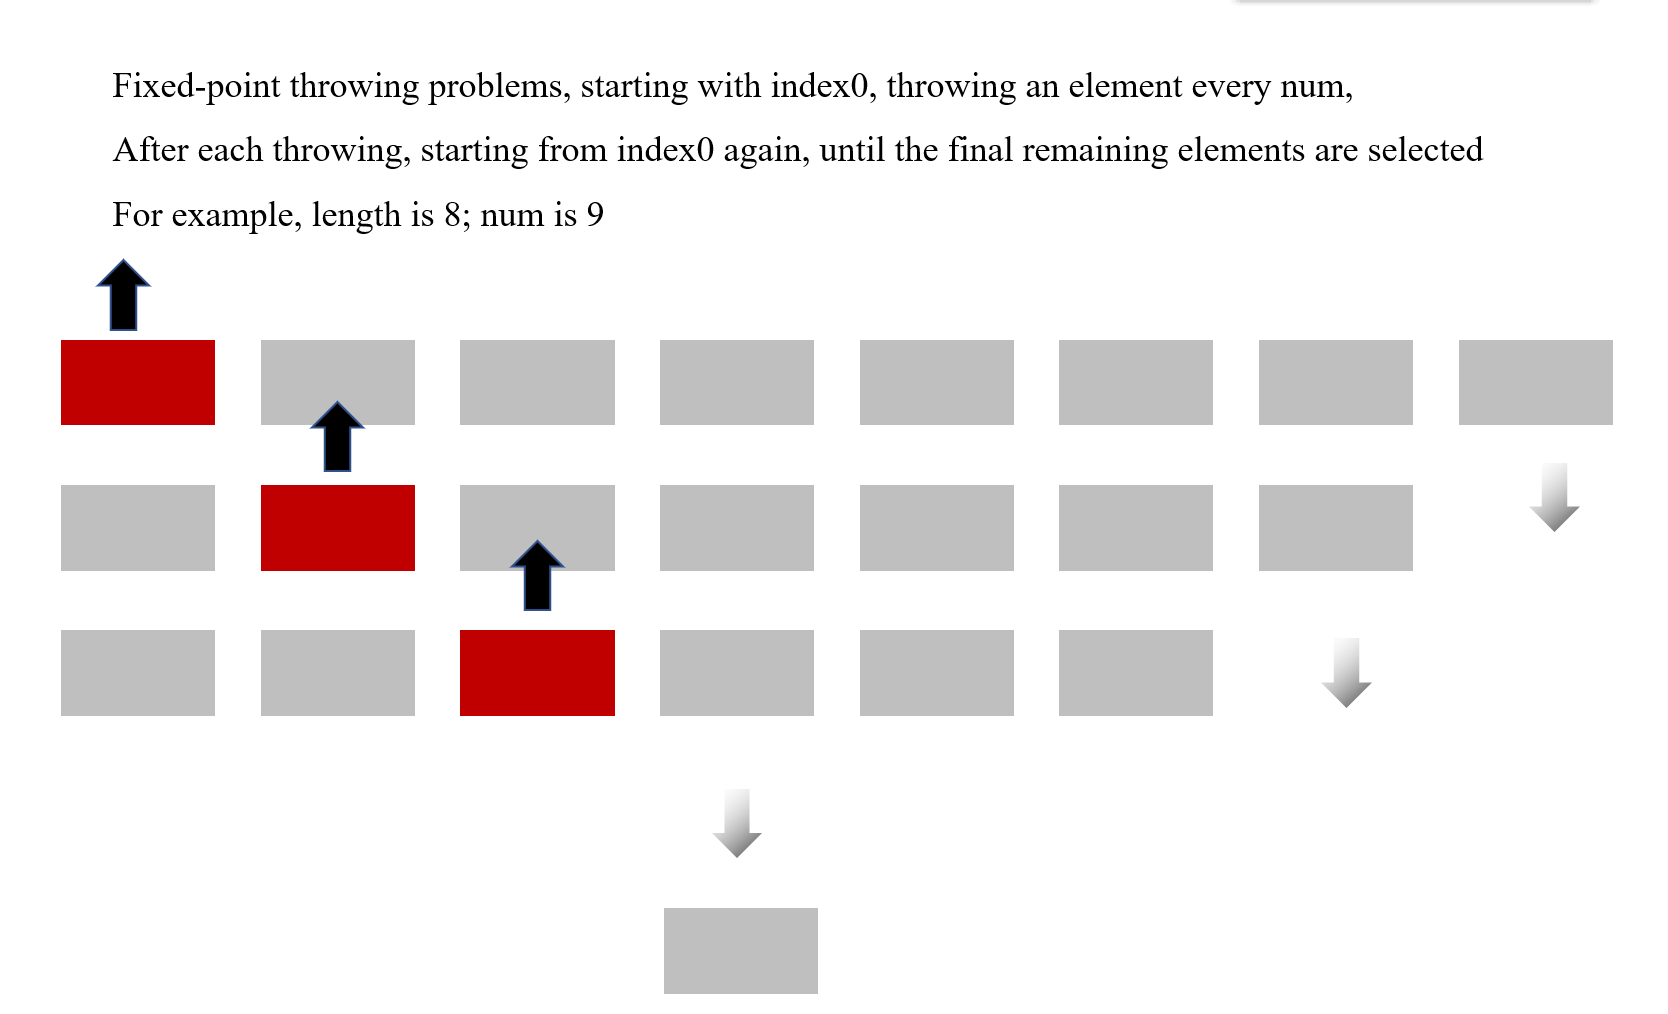 Fixed-point throwing problems, starting with index0, throwing an element every num,
After each throwing, starting from index0 again, until the final remaining elements are selected
For example, length is 8; num is 9